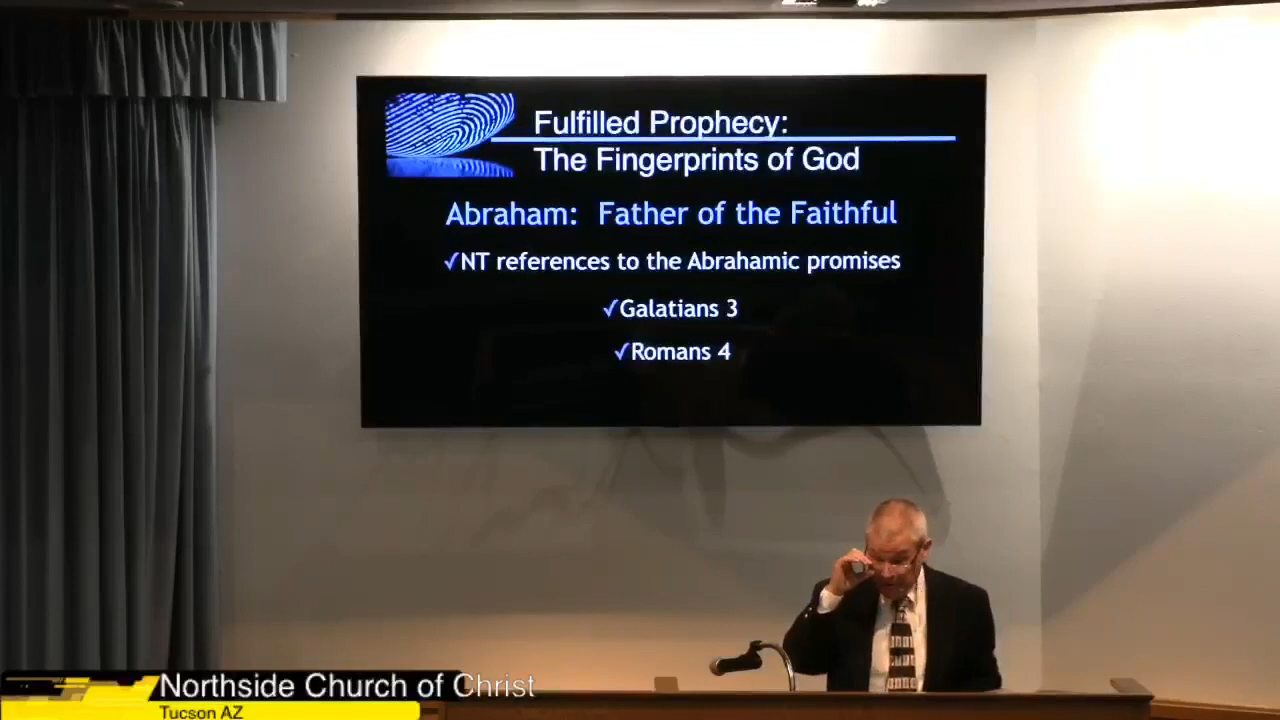 Fulfilled Prophecy:
The Fingerprints of God
Abraham: Father of the Faithful
✓NT references to the Abrahamic promises
✓Galatians 3
✓Romans 4
Northside Church of Christ
Tucson AZ